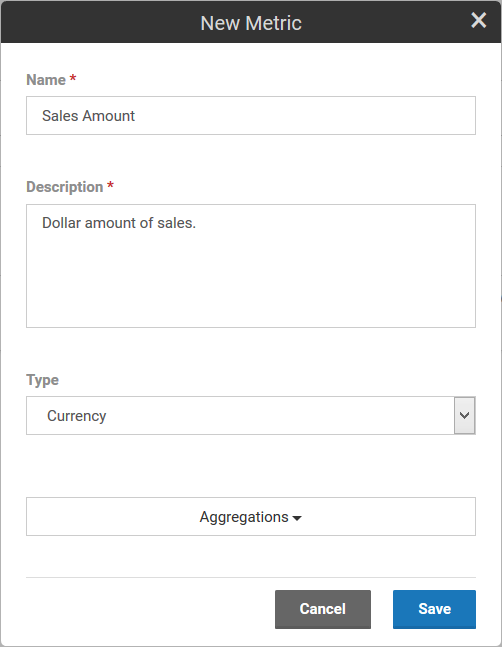 New Metric
Name *
Sales Amount
Description *
Dollar amount of sales.
Type
Currency
Aggregations
Cancel
Save